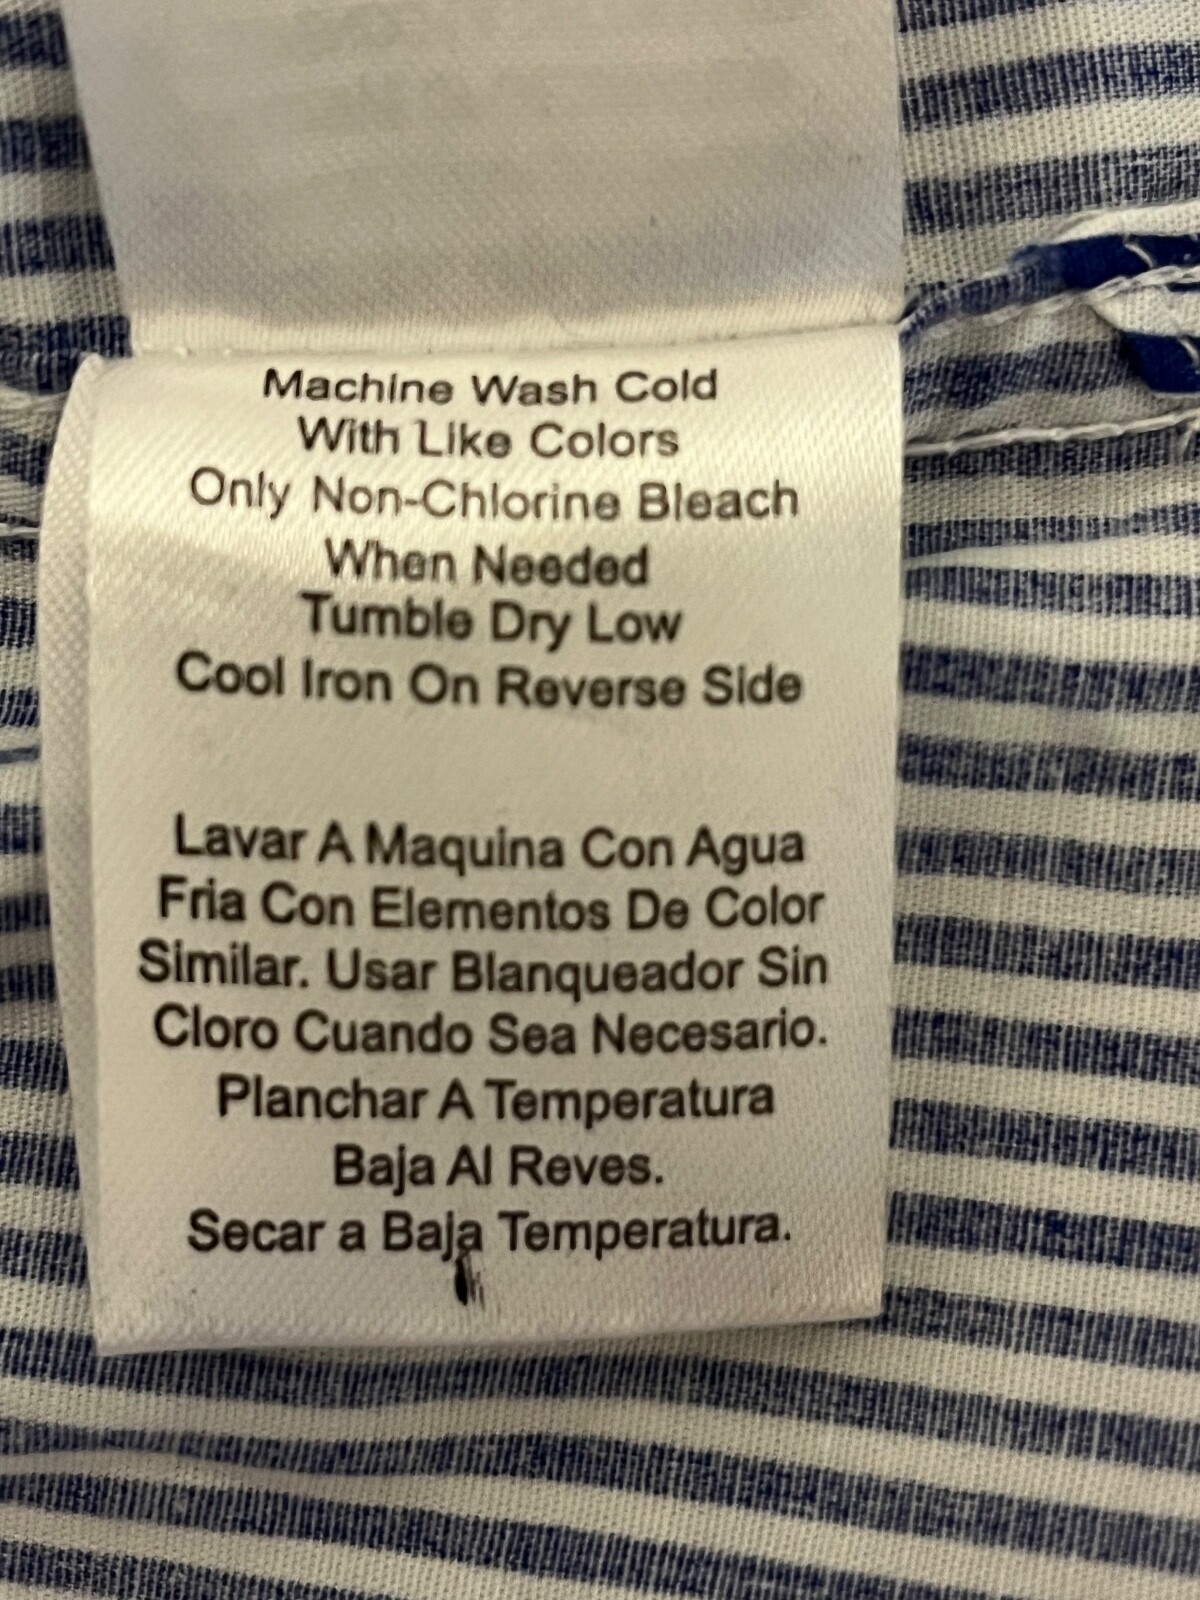 Machine Wash Cold
With Like Colors
Only Non-Chlorine Bleach
When Needed
Tumble Dry Low
Cool Iron On Reverse Side
Lavar A Maquina Con Agua
Fria Con Elementos De Color
Similar. Usar Blanqueador Sin
Cloro Cuando Sea Necesario.
Planchar A Temperatura
Baja Al Reves.
Secar a Baja Temperatura.